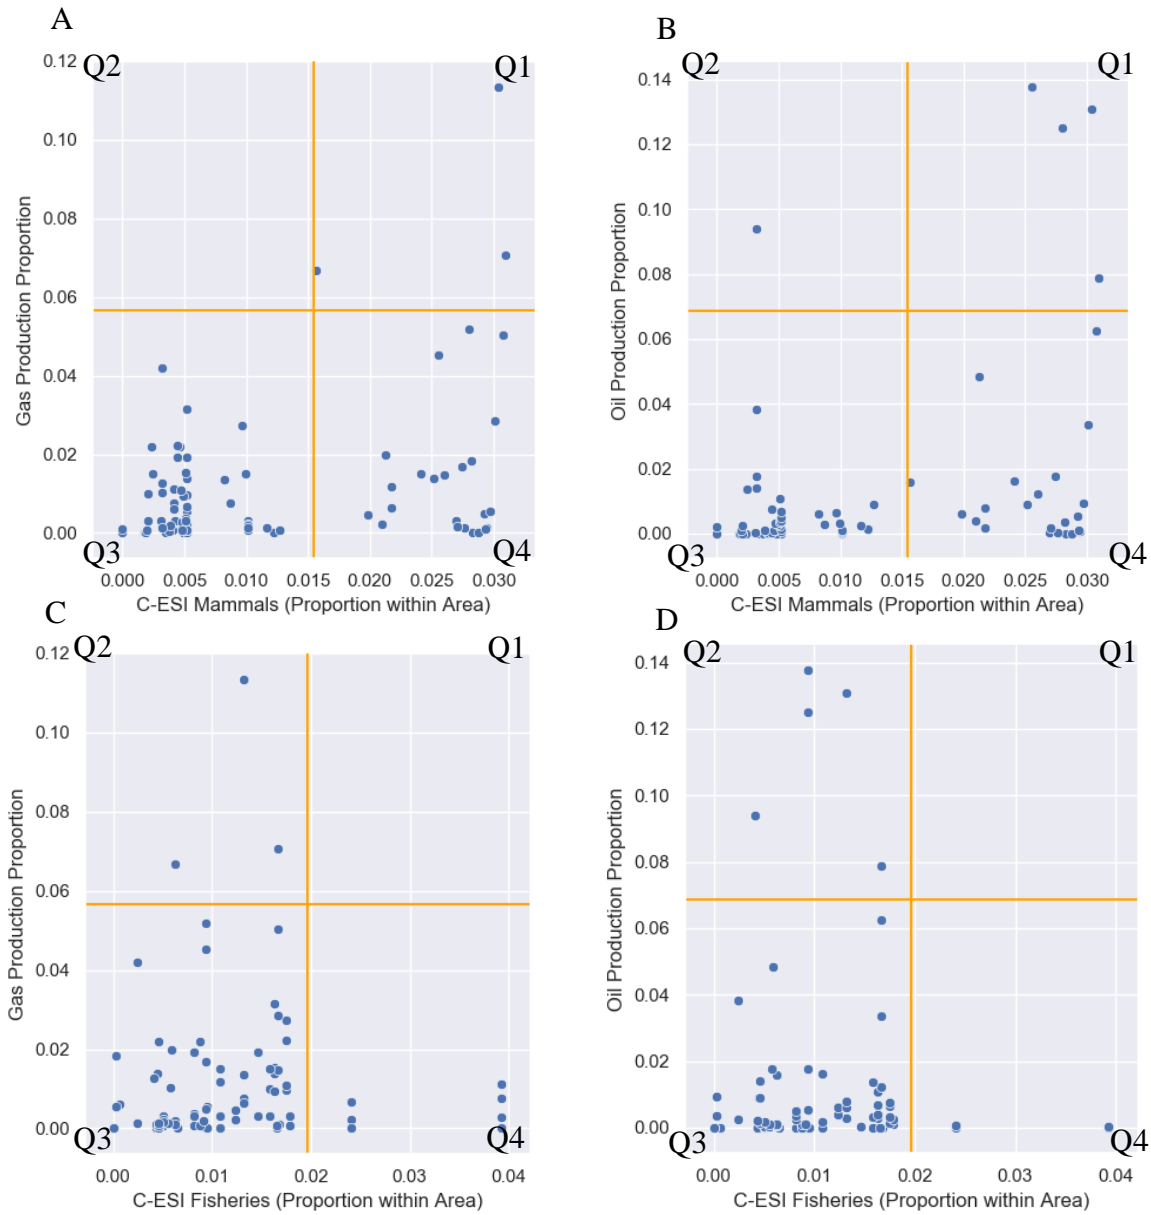 A
Q2
Q1
0.12
0.10
0.08
0.06
0.04
0.02
0.00
Gas Production Proportion
Q3
Q4
0.000 0.005 0.010 0.015 0.020 0.025 0.030
C-ESI Mammals (Proportion within Area)
B
Q2
Q1
0.14
0.12
0.10
0.08
0.06
0.04
0.02
0.00
Oil Production Proportion
Q3
Q4
0.000 0.005 0.010 0.015 0.020 0.025 0.030
C-ESI Mammals (Proportion within Area)
C
Q2
Q1
0.12
0.10
0.08
0.06
0.04
0.02
0.00
Gas Production Proportion
Q3
Q4
0.00 0.01 0.02 0.03 0.04
C-ESI Fisheries (Proportion within Area)
D
Q2
Q1
0.14
0.12
0.10
0.08
0.06
0.04
0.02
0.00
Oil Production Proportion
Q3
Q4
0.00 0.01 0.02 0.03 0.04
C-ESI Fisheries (Proportion within Area)